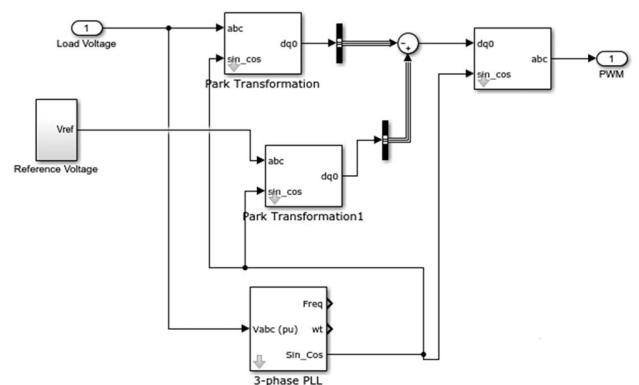 1
Load Voltage
abc
sin_cos
dq0
Park Transformation
-
+
dq0
sin_cos
abc
1
PWM
Vref
Reference Voltage
abc
sin_cos
dq0
Park Transformation1
Freq
Vabc (pu)
wt
Sin_Cos
3-phase PLL